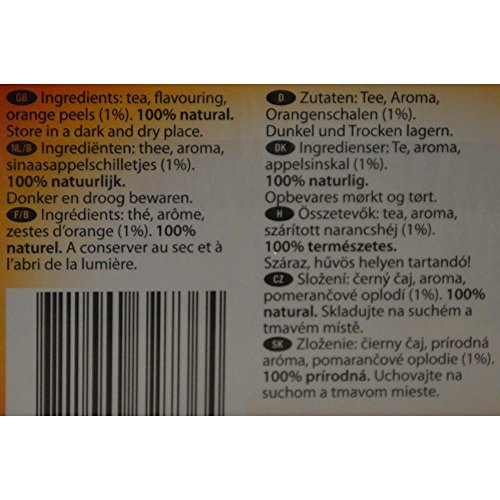 GB Ingredients: tea, flavouring,
orange peels (1%). 100% natural.
Store in a dark and dry place.
NL/B Ingrediënten: thee, aroma,
sinaasappelschilletjes (1%).
100% natuurlijk.
Donker en droog bewaren.
F/B Ingrédients: thé, arôme,
zestes d'orange (1%). 100%
naturel. A conserver au sec et à
l'abri de la lumière.
D Zutaten: Tee, Aroma,
Orangenschalen (1%).
Dunkel und Trocken lagern.
DK Ingredienser: Te, aroma,
appelsinskal (1%).
100% naturlig.
Opbevares mørkt og tørt.
H Összetevők: tea, aroma,
szárított narancshéj (1%).
100% természetes.
Száraz, hűvös helyen tartandó!
CZ Složení: černý čaj, aroma,
pomerančové oplodí (1%). 100%
natural. Skladujte na suchém a
tmavém místě.
SK Zloženie: čierny čaj, prírodná
aróma, pomarančové oplodie (1%).
100% prírodná. Uchovajte na
suchom a tmavom mieste.